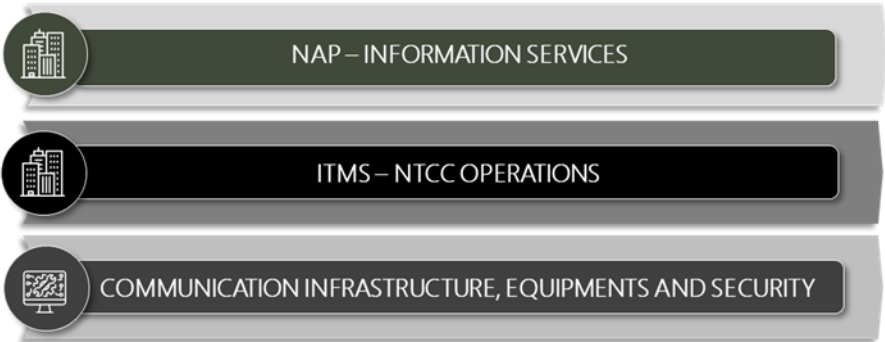 NAP – INFORMATION SERVICES
ITMS – NTCC OPERATIONS
COMMUNICATION INFRASTRUCTURE, EQUIPMENTS AND SECURITY